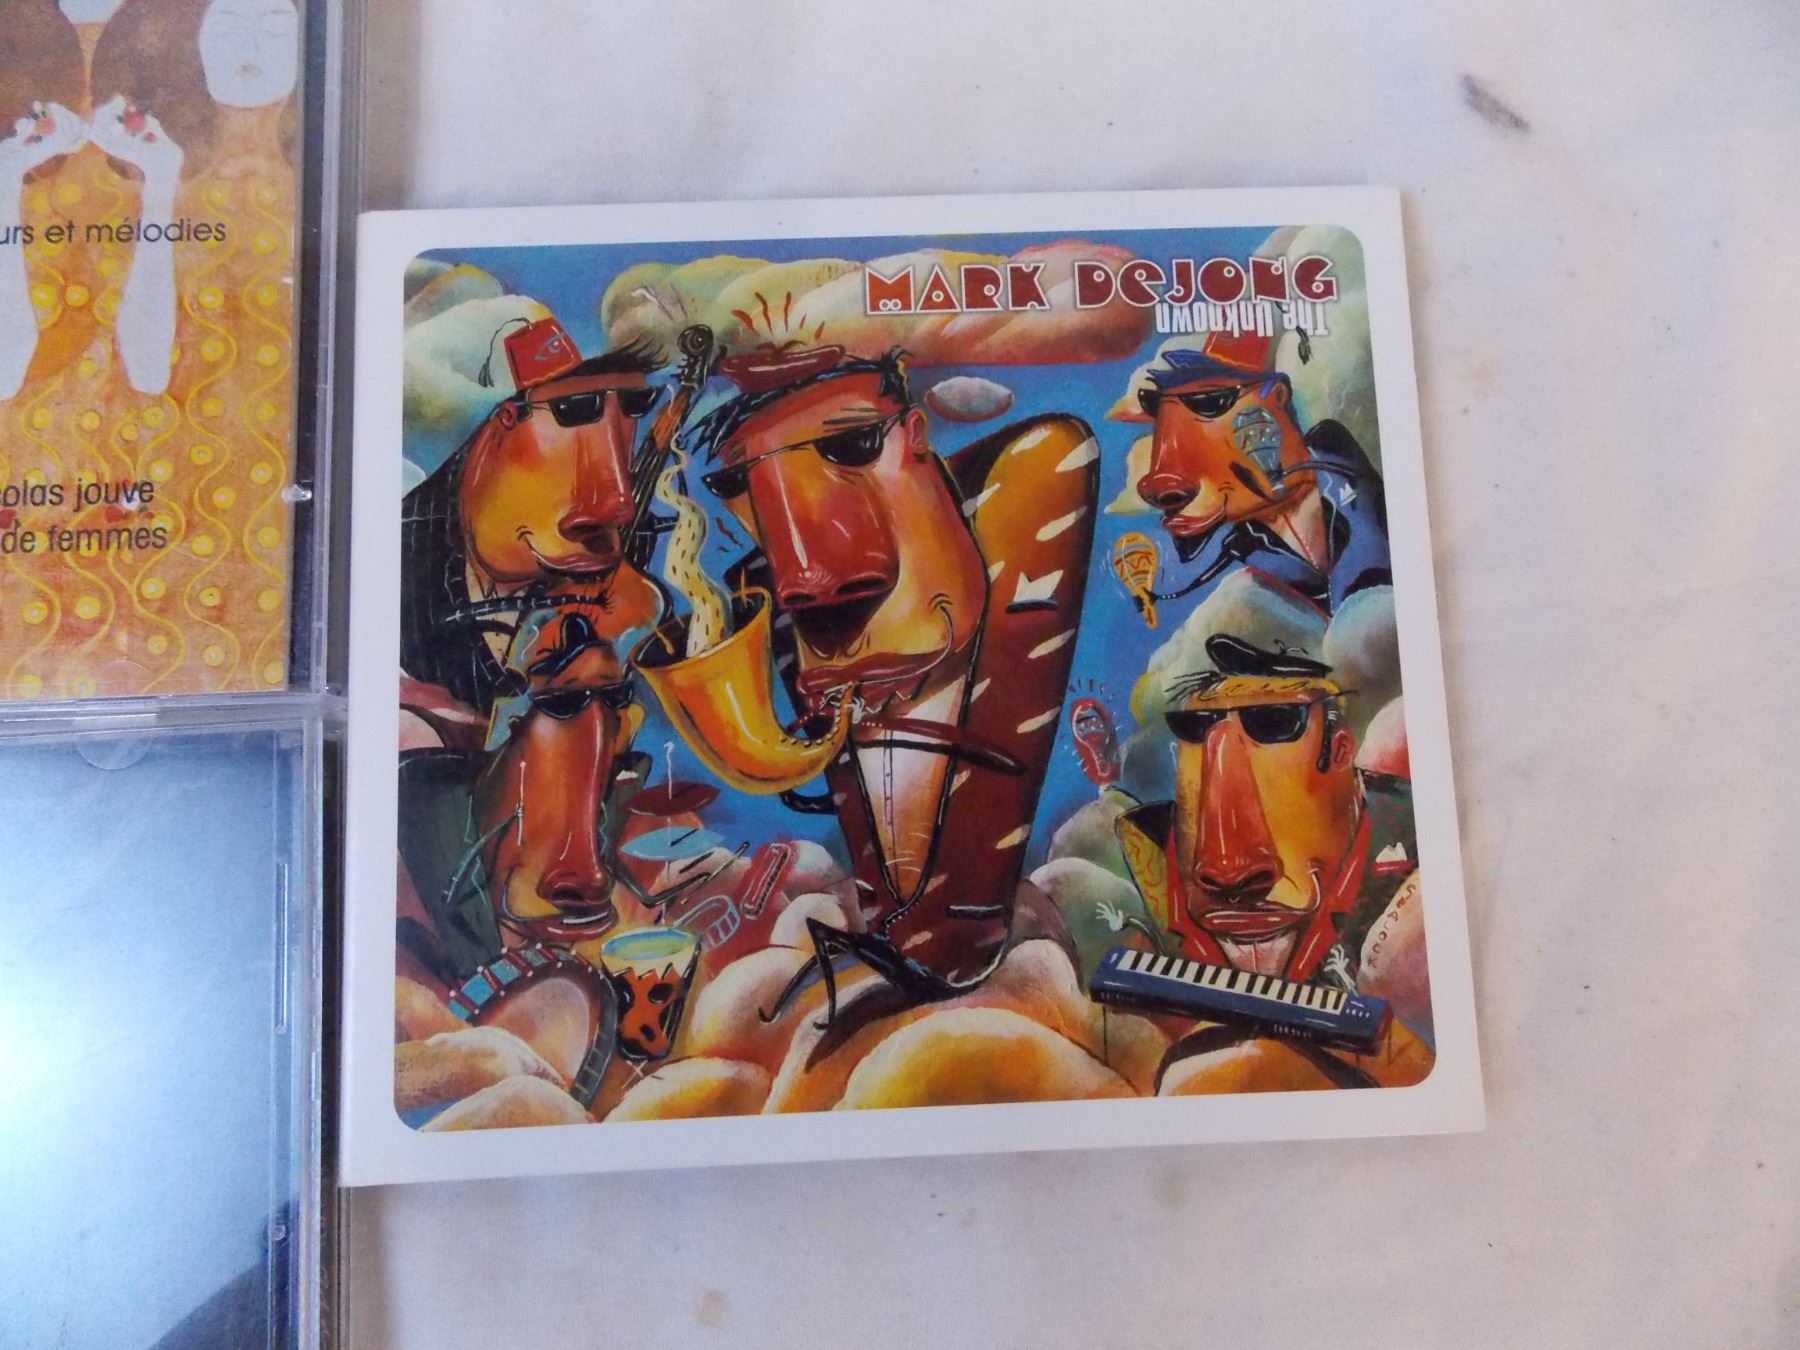 urs et mélodies
olas jouve
de femmes
MARK DeJONG
The Unknown